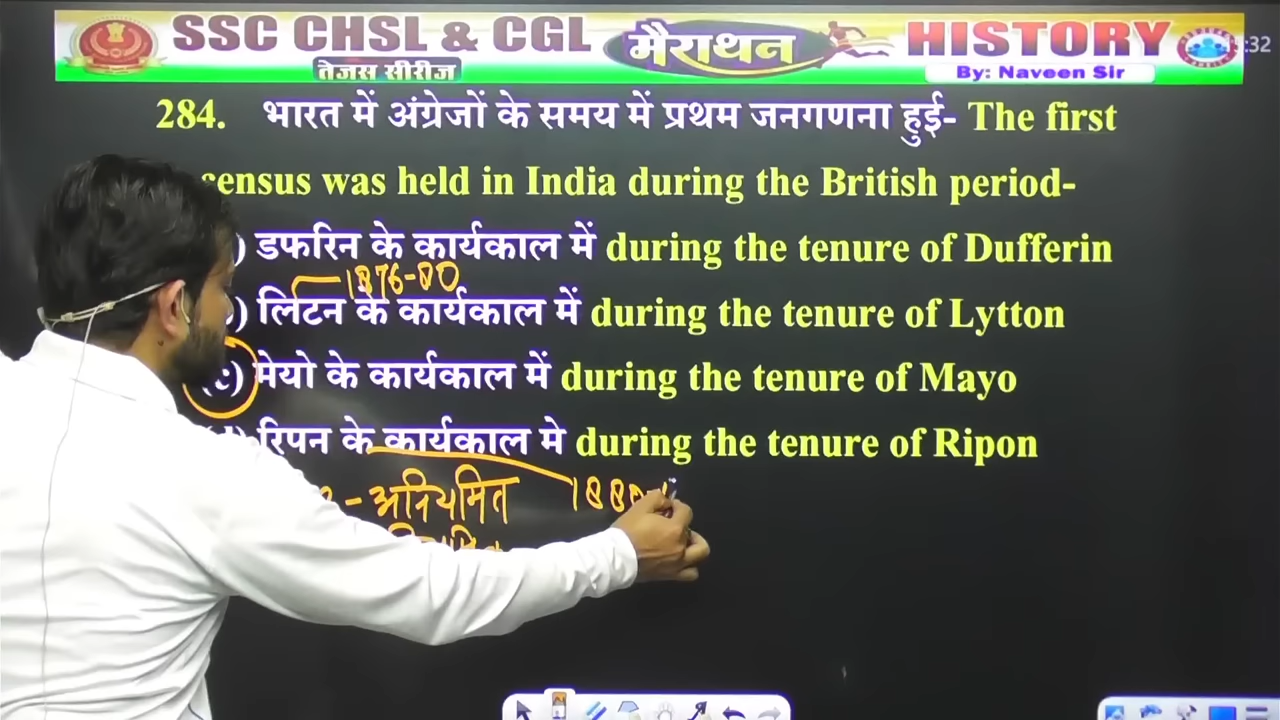 SSC CHSL & CGL मैराथन HISTORY
तेजस सीरीज By: Naveen Sir
:32
284. भारत में अंग्रेजों के समय में प्रथम जनगणना हुई- The first
census was held in India during the British period-
) डफरिन के कार्यकाल में during the tenure of Dufferin
1876-80
) लिटन के कार्यकाल में during the tenure of Lytton
(c) मेयो के कार्यकाल में during the tenure of Mayo
रिपन के कार्यकाल मे during the tenure of Ripon
- अनियमित 1880